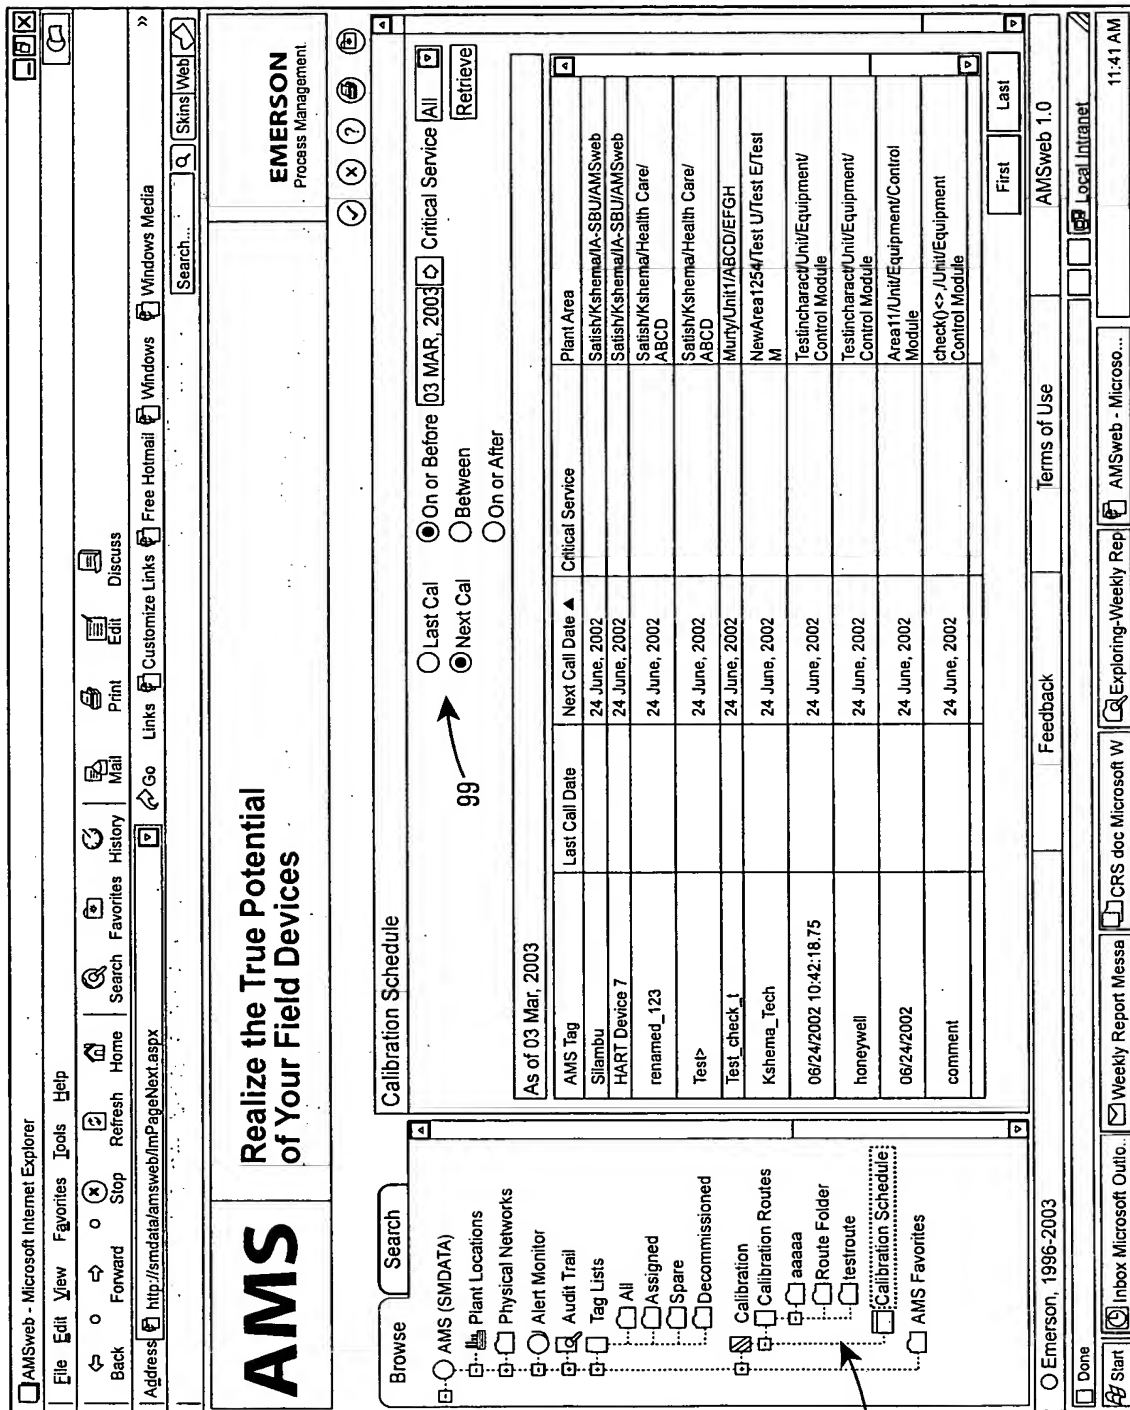 AMSweb - Microsoft Internet Explorer
File Edit View Favorites Tools Help
Back Forward Stop Refresh Home Search Favorites History Mail Print Edit Discuss
Address http://smdata/amsweb/ImPageNext.aspx Go Links Customize Links Free Hotmail Windows Windows Media »
Search... Skins Web
AMS
Realize the True Potential
of Your Field Devices
EMERSON
Process Management
Browse Search
AMS (SMDATA)
Plant Locations
Physical Networks
Alert Monitor
Audit Trail
Tag Lists
All
Assigned
Spare
Decommissioned
Calibration
Calibration Routes
aaaaa
Route Folder
testroute
Calibration Schedule
AMS Favorites
Calibration Schedule
Last Cal On or Before 03 MAR, 2003 Critical Service All
Next Cal Between Retrieve
On or After
99
As of 03 Mar, 2003
AMS Tag Last Call Date Next Call Date ▲ Critical Service Plant Area
Silambu 24 June, 2002 Satish/Kshema/IA-SBU/AMSweb
HART Device 7 24 June, 2002 Satish/Kshema/IA-SBU/AMSweb
renamed_123 24 June, 2002 Satish/Kshema/Health Care/
ABCD
Test> 24 June, 2002 Satish/Kshema/Health Care/
ABCD
Test_check_t 24 June, 2002 Murty/Unit1/ABCD/EFGH
Kshema_Tech 24 June, 2002 NewArea1254/Test U/Test E/Test
M
06/24/2002 10:42:18.75 24 June, 2002 Testincharact/Unit/Equipment/
Control Module
honeywell 24 June, 2002 Testincharact/Unit/Equipment/
Control Module
06/24/2002 24 June, 2002 Area11/Unit/Equipment/Control
Module
comment 24 June, 2002 check()<>,/Unit/Equipment
Control Module
First Last
Emerson, 1996-2003 Feedback Terms of Use AMSweb 1.0
Done Local Intranet
Start Inbox Microsoft Outlo.. Weekly Report Messa CRS doc Microsoft W Exploring-Weekly Rep AMSweb - Microso... 11:41 AM